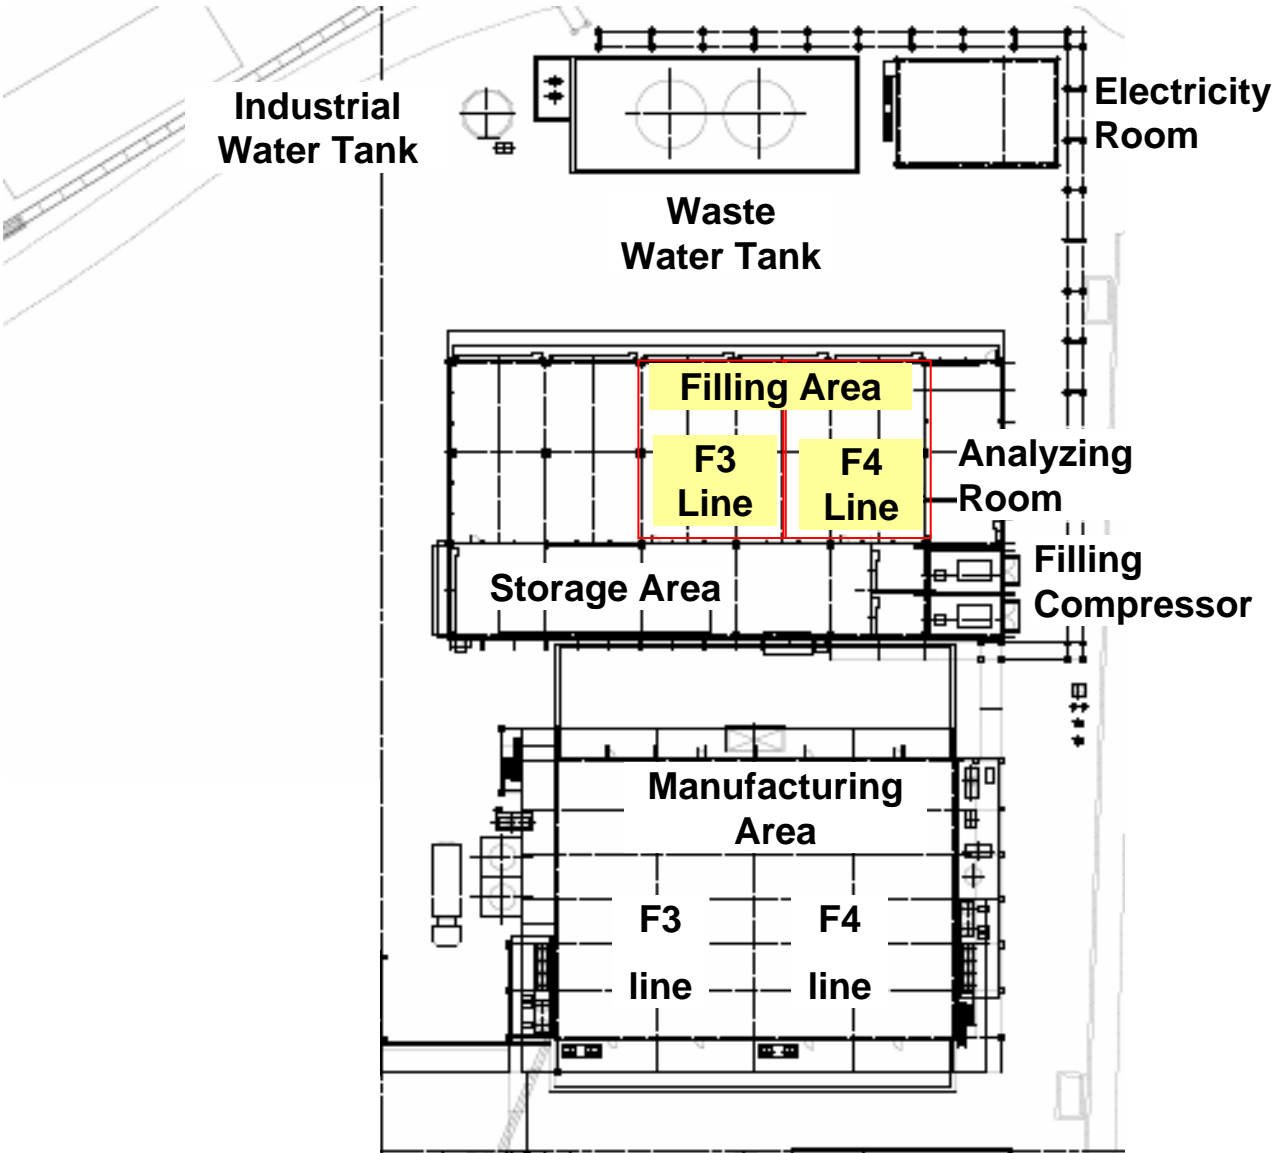 Industrial
Water Tank
Electricity
Room
Waste
Water Tank
Filling Area
F3
Line
F4
Line
Analyzing
Room
Storage Area
Filling
Compressor
Manufacturing
Area
F3
line
F4
line